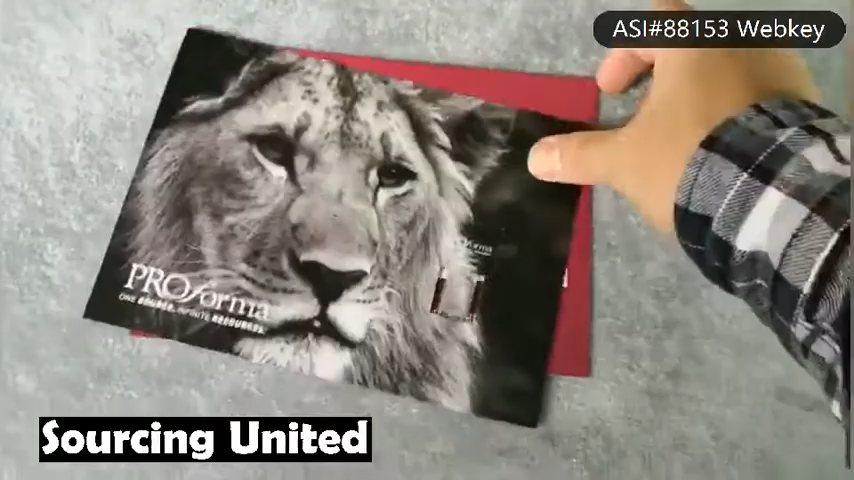 ASI#88153 Webkey
PROforma
ONE SOURCE. INFINITE RESOURCES.
Sourcing United